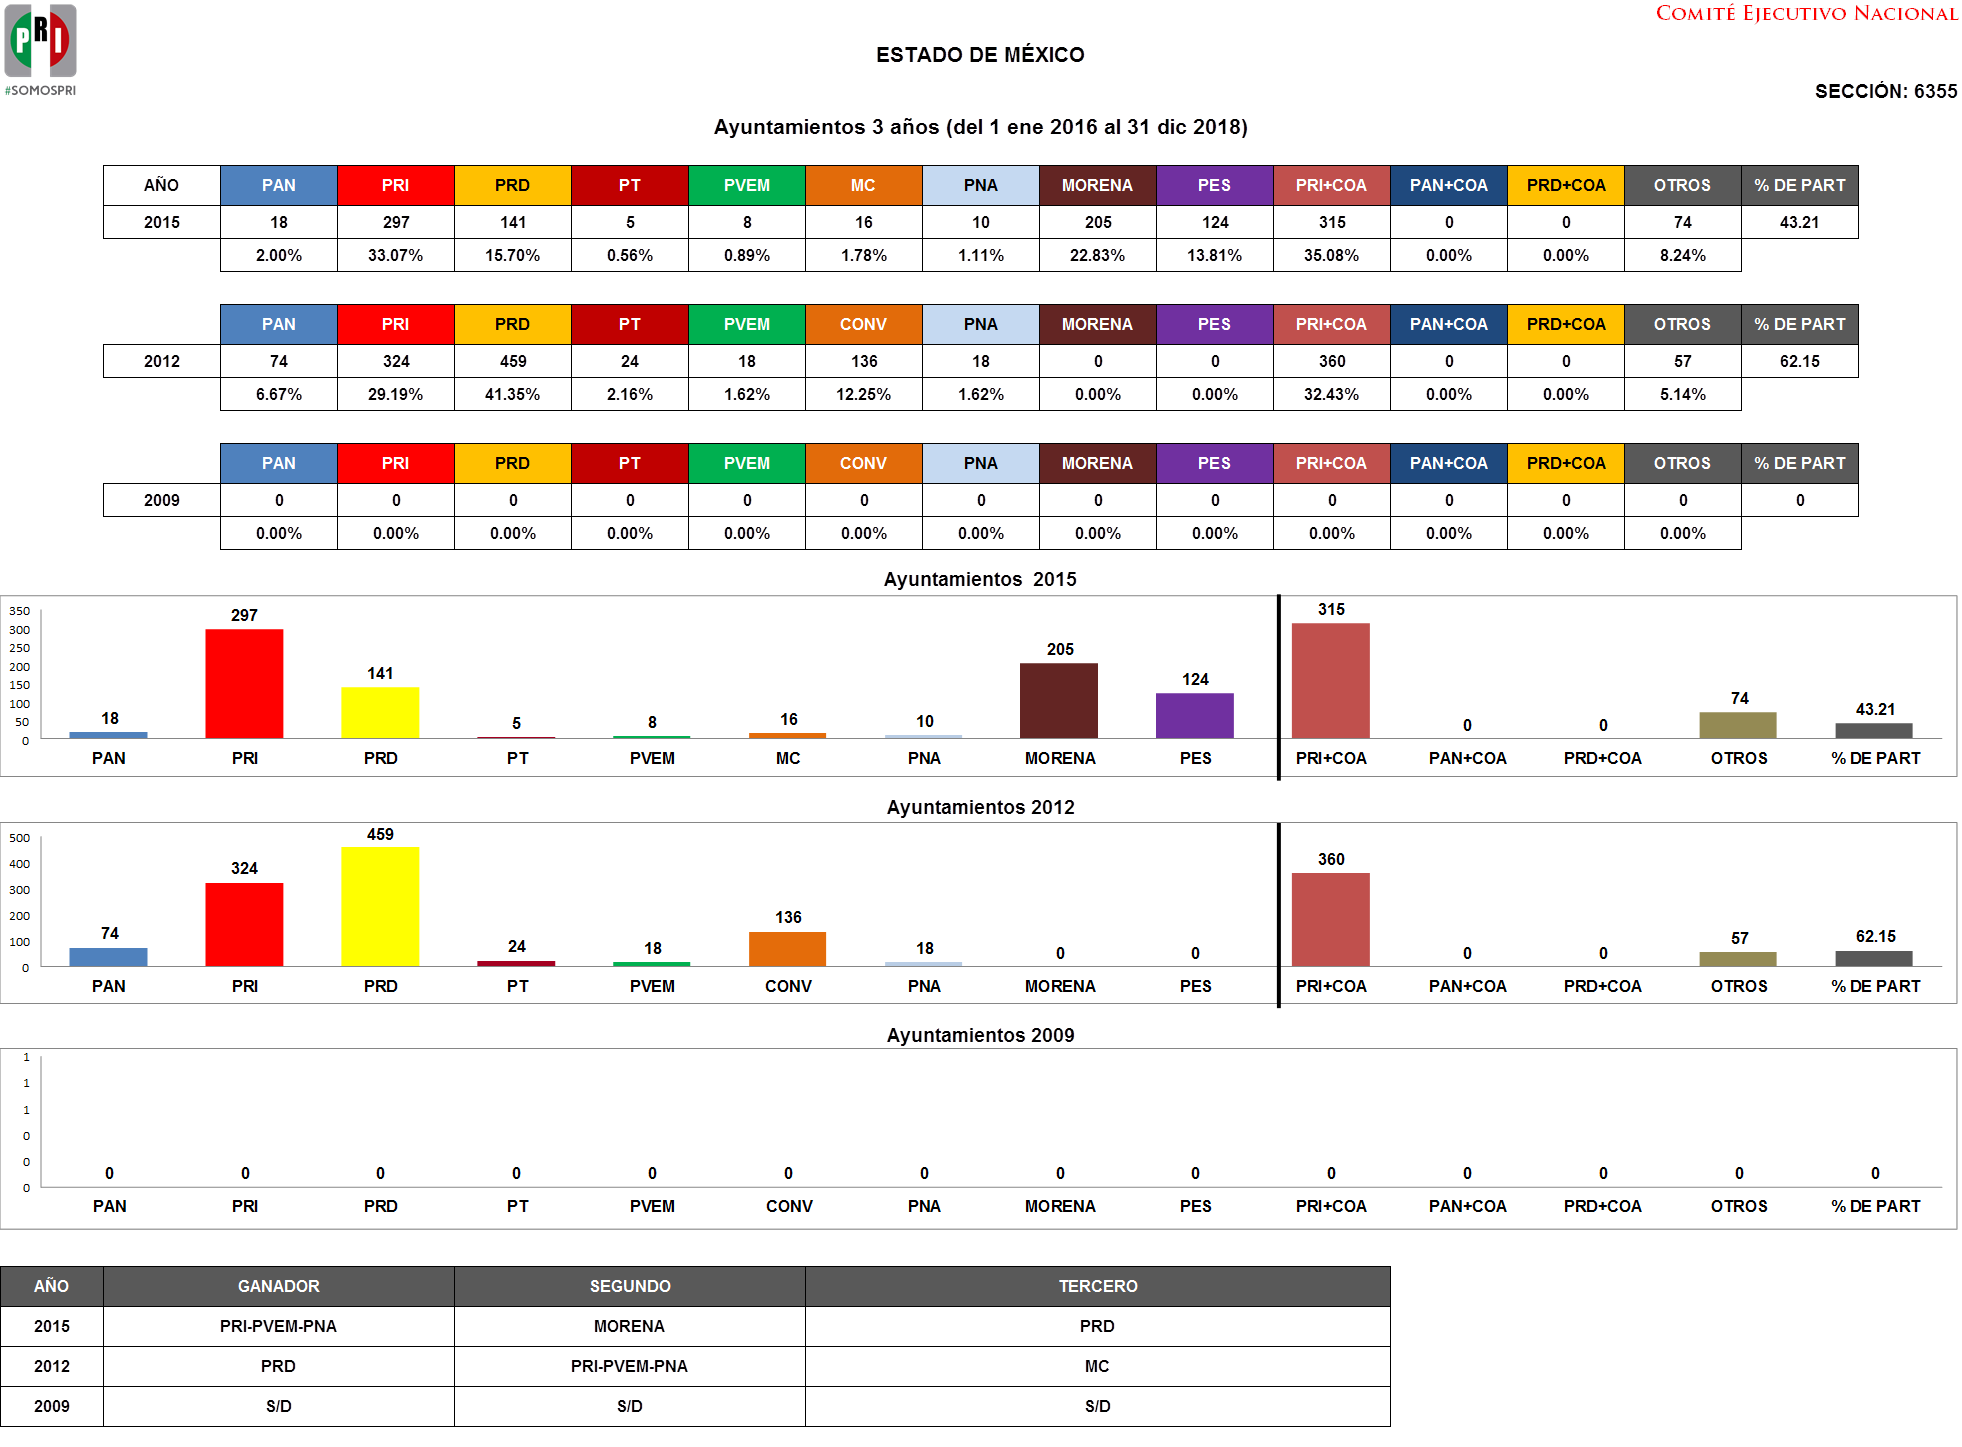 COMITÉ EJECUTIVO NACIONAL
PRI
#SOMOSPRI
ESTADO DE MÉXICO
SECCIÓN: 6355
Ayuntamientos 3 años (del 1 ene 2016 al 31 dic 2018)
AÑO PAN PRI PRD PT PVEM MC PNA MORENA PES PRI+COA PAN+COA PRD+COA OTROS % DE PART
2015 18 297 141 5 8 16 10 205 124 315 0 0 74 43.21
2.00% 33.07% 15.70% 0.56% 0.89% 1.78% 1.11% 22.83% 13.81% 35.08% 0.00% 0.00% 8.24%
PAN PRI PRD PT PVEM CONV PNA MORENA PES PRI+COA PAN+COA PRD+COA OTROS % DE PART
2012 74 324 459 24 18 136 18 0 0 360 0 0 57 62.15
6.67% 29.19% 41.35% 2.16% 1.62% 12.25% 1.62% 0.00% 0.00% 32.43% 0.00% 0.00% 5.14%
PAN PRI PRD PT PVEM CONV PNA MORENA PES PRI+COA PAN+COA PRD+COA OTROS % DE PART
2009 0 0 0 0 0 0 0 0 0 0 0 0 0 0
0.00% 0.00% 0.00% 0.00% 0.00% 0.00% 0.00% 0.00% 0.00% 0.00% 0.00% 0.00% 0.00%
Ayuntamientos 2015
350
300
250
200
150
100
50
0
18 297 141 5 8 16 10 205 124 315 0 0 74 43.21
PAN PRI PRD PT PVEM MC PNA MORENA PES PRI+COA PAN+COA PRD+COA OTROS % DE PART
Ayuntamientos 2012
500
400
300
200
100
0
74 324 459 24 18 136 18 0 0 360 0 0 57 62.15
PAN PRI PRD PT PVEM CONV PNA MORENA PES PRI+COA PAN+COA PRD+COA OTROS % DE PART
Ayuntamientos 2009
1
1
1
0
0
0
0 0 0 0 0 0 0 0 0 0 0 0 0 0
PAN PRI PRD PT PVEM CONV PNA MORENA PES PRI+COA PAN+COA PRD+COA OTROS % DE PART
AÑO GANADOR SEGUNDO TERCERO
2015 PRI-PVEM-PNA MORENA PRD
2012 PRD PRI-PVEM-PNA MC
2009 S/D S/D S/D